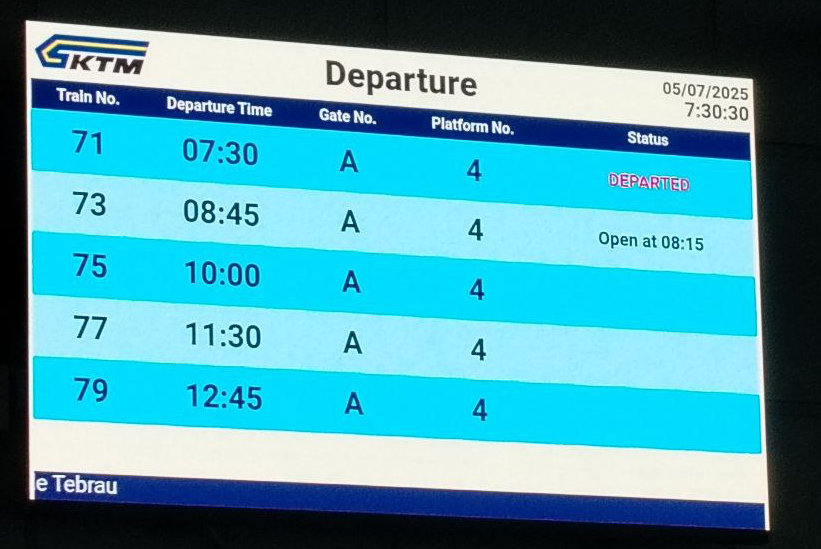 KTM
Departure
05/07/2025
7:30:30
Train No. Departure Time Gate No. Platform No. Status
71 07:30 A 4 DEPARTED
73 08:45 A 4 Open at 08:15
75 10:00 A 4
77 11:30 A 4
79 12:45 A 4
e Tebrau